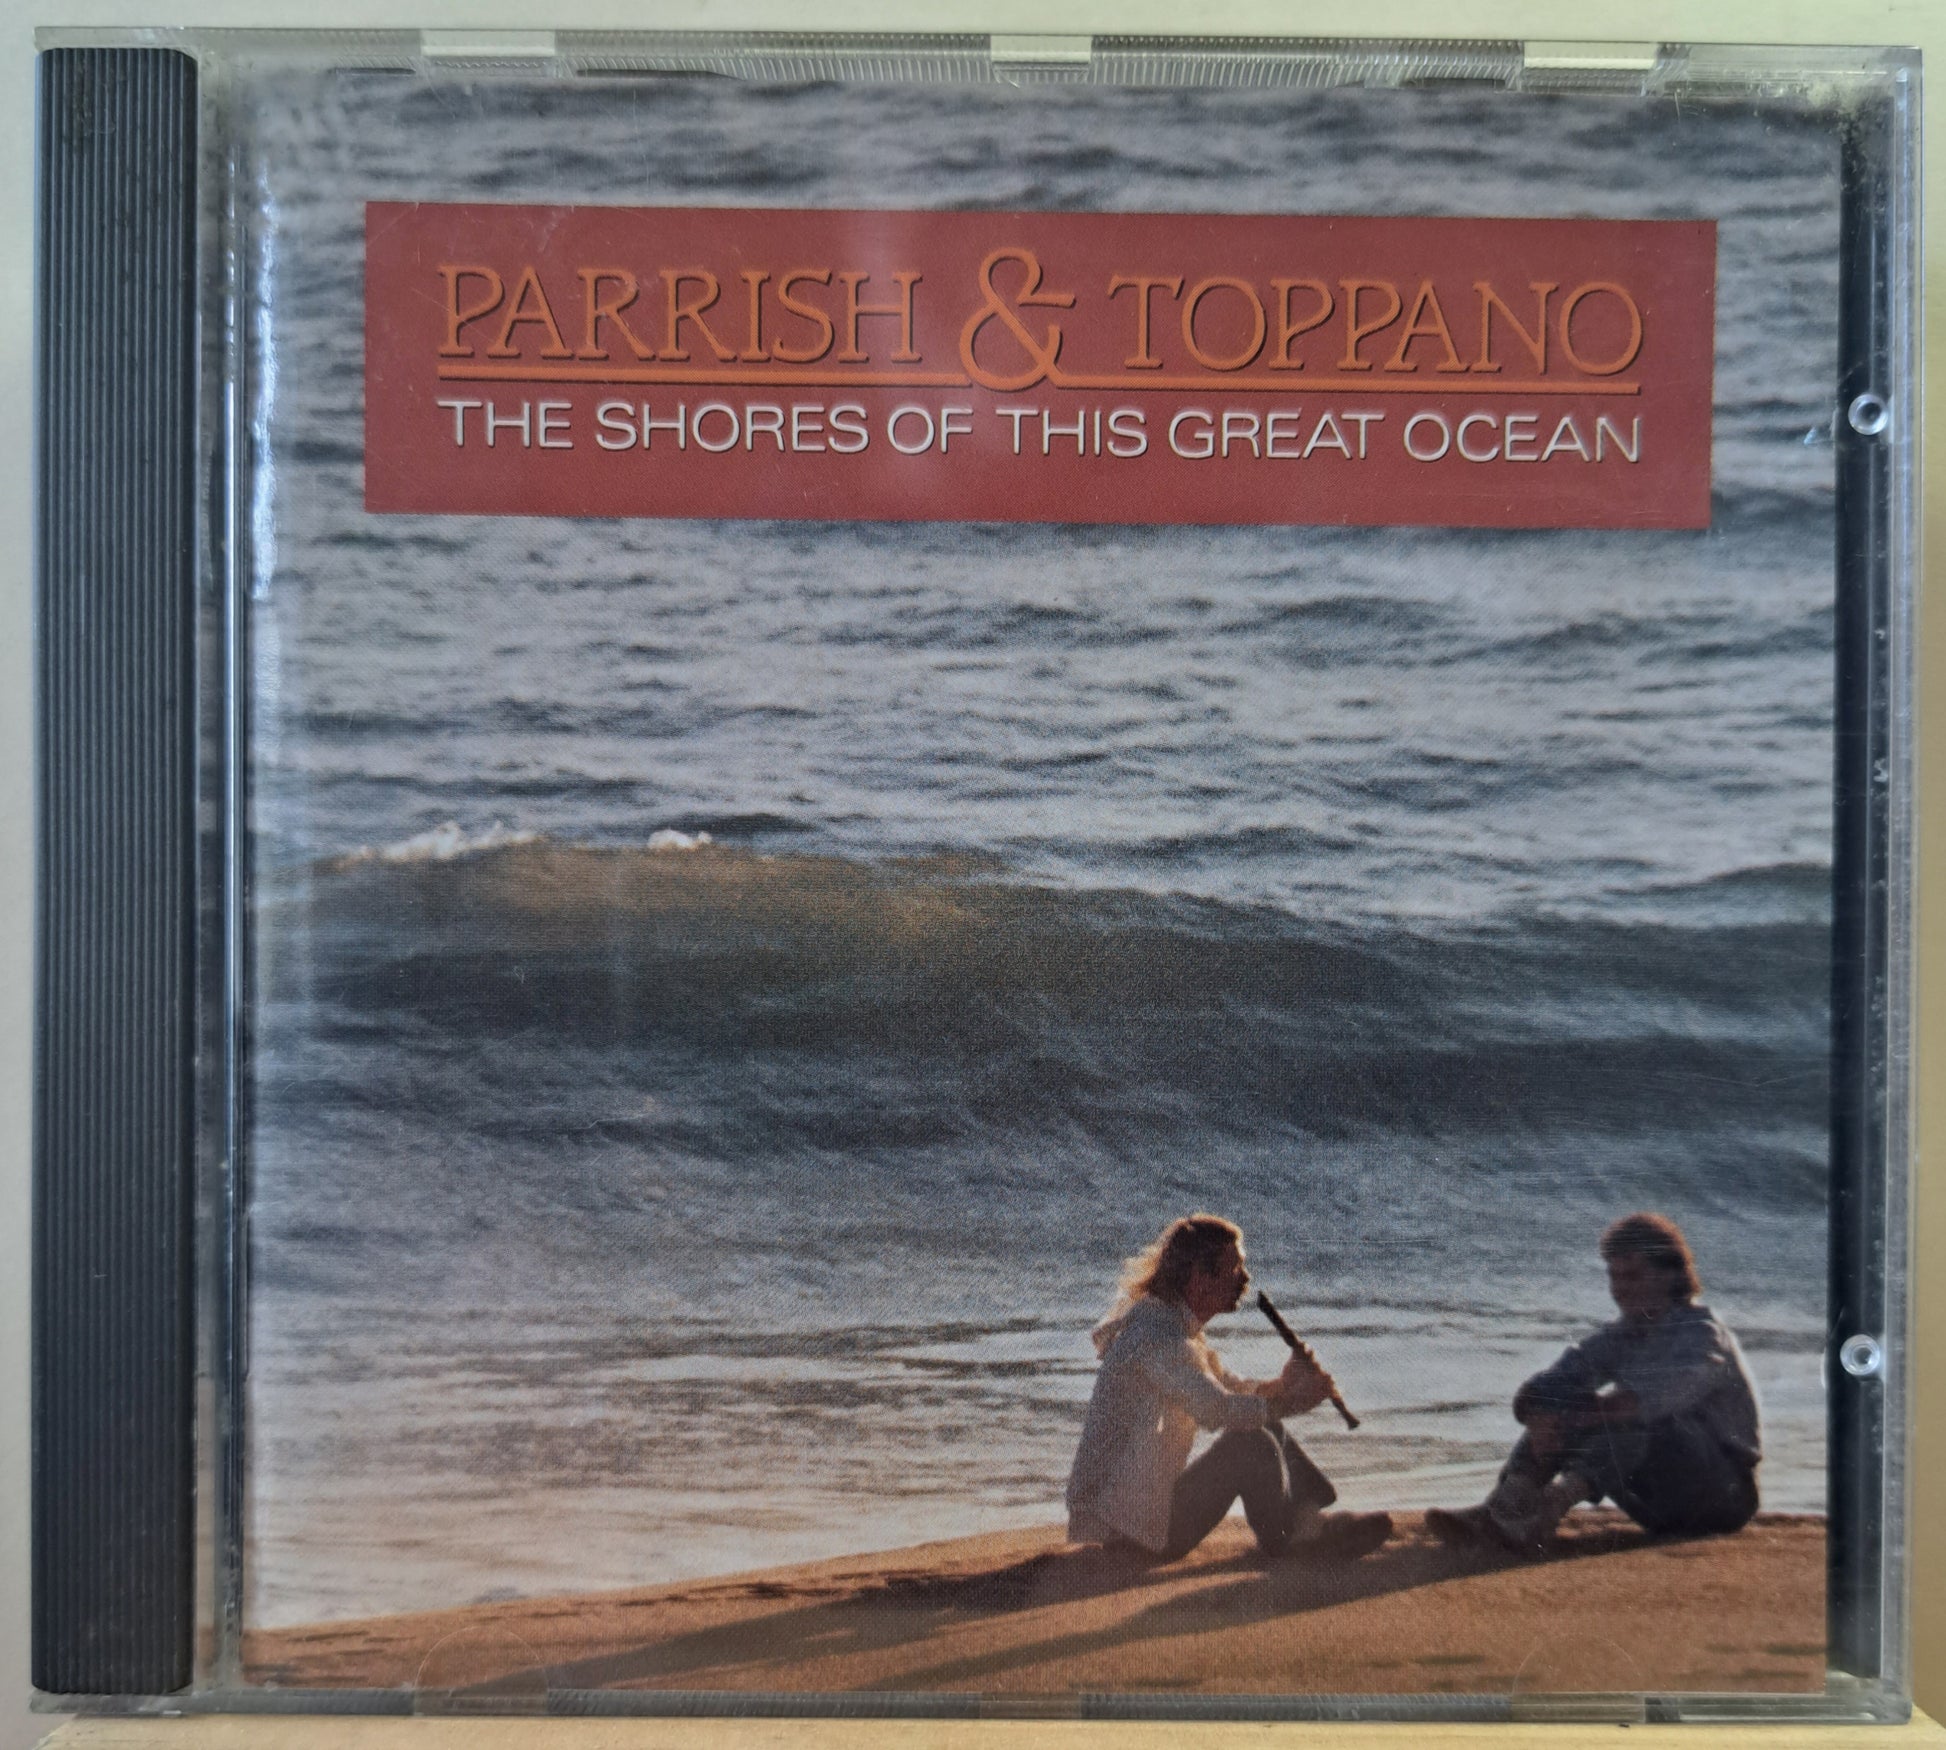 PARRISH & TOPPANO
THE SHORES OF THIS GREAT OCEAN